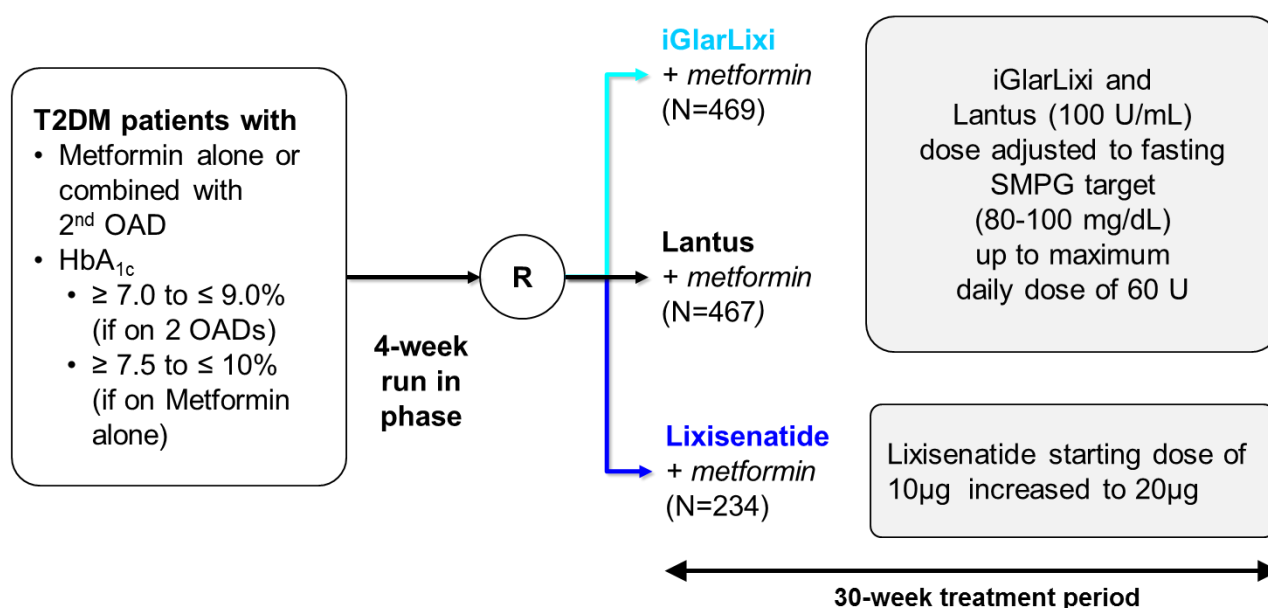 T2DM patients with
• Metformin alone or
combined with
2nd OAD
• HbA1c
• ≥ 7.0 to ≤ 9.0%
(if on 2 OADs)
• ≥ 7.5 to ≤ 10%
(if on Metformin
alone)
4-week
run in
phase
R
iGlarLixi
+ metformin
(N=469)
Lantus
+ metformin
(N=467)
Lixisenatide
+ metformin
(N=234)
iGlarLixi and
Lantus (100 U/mL)
dose adjusted to fasting
SMPG target
(80-100 mg/dL)
up to maximum
daily dose of 60 U
Lixisenatide starting dose of
10µg increased to 20µg
30-week treatment period